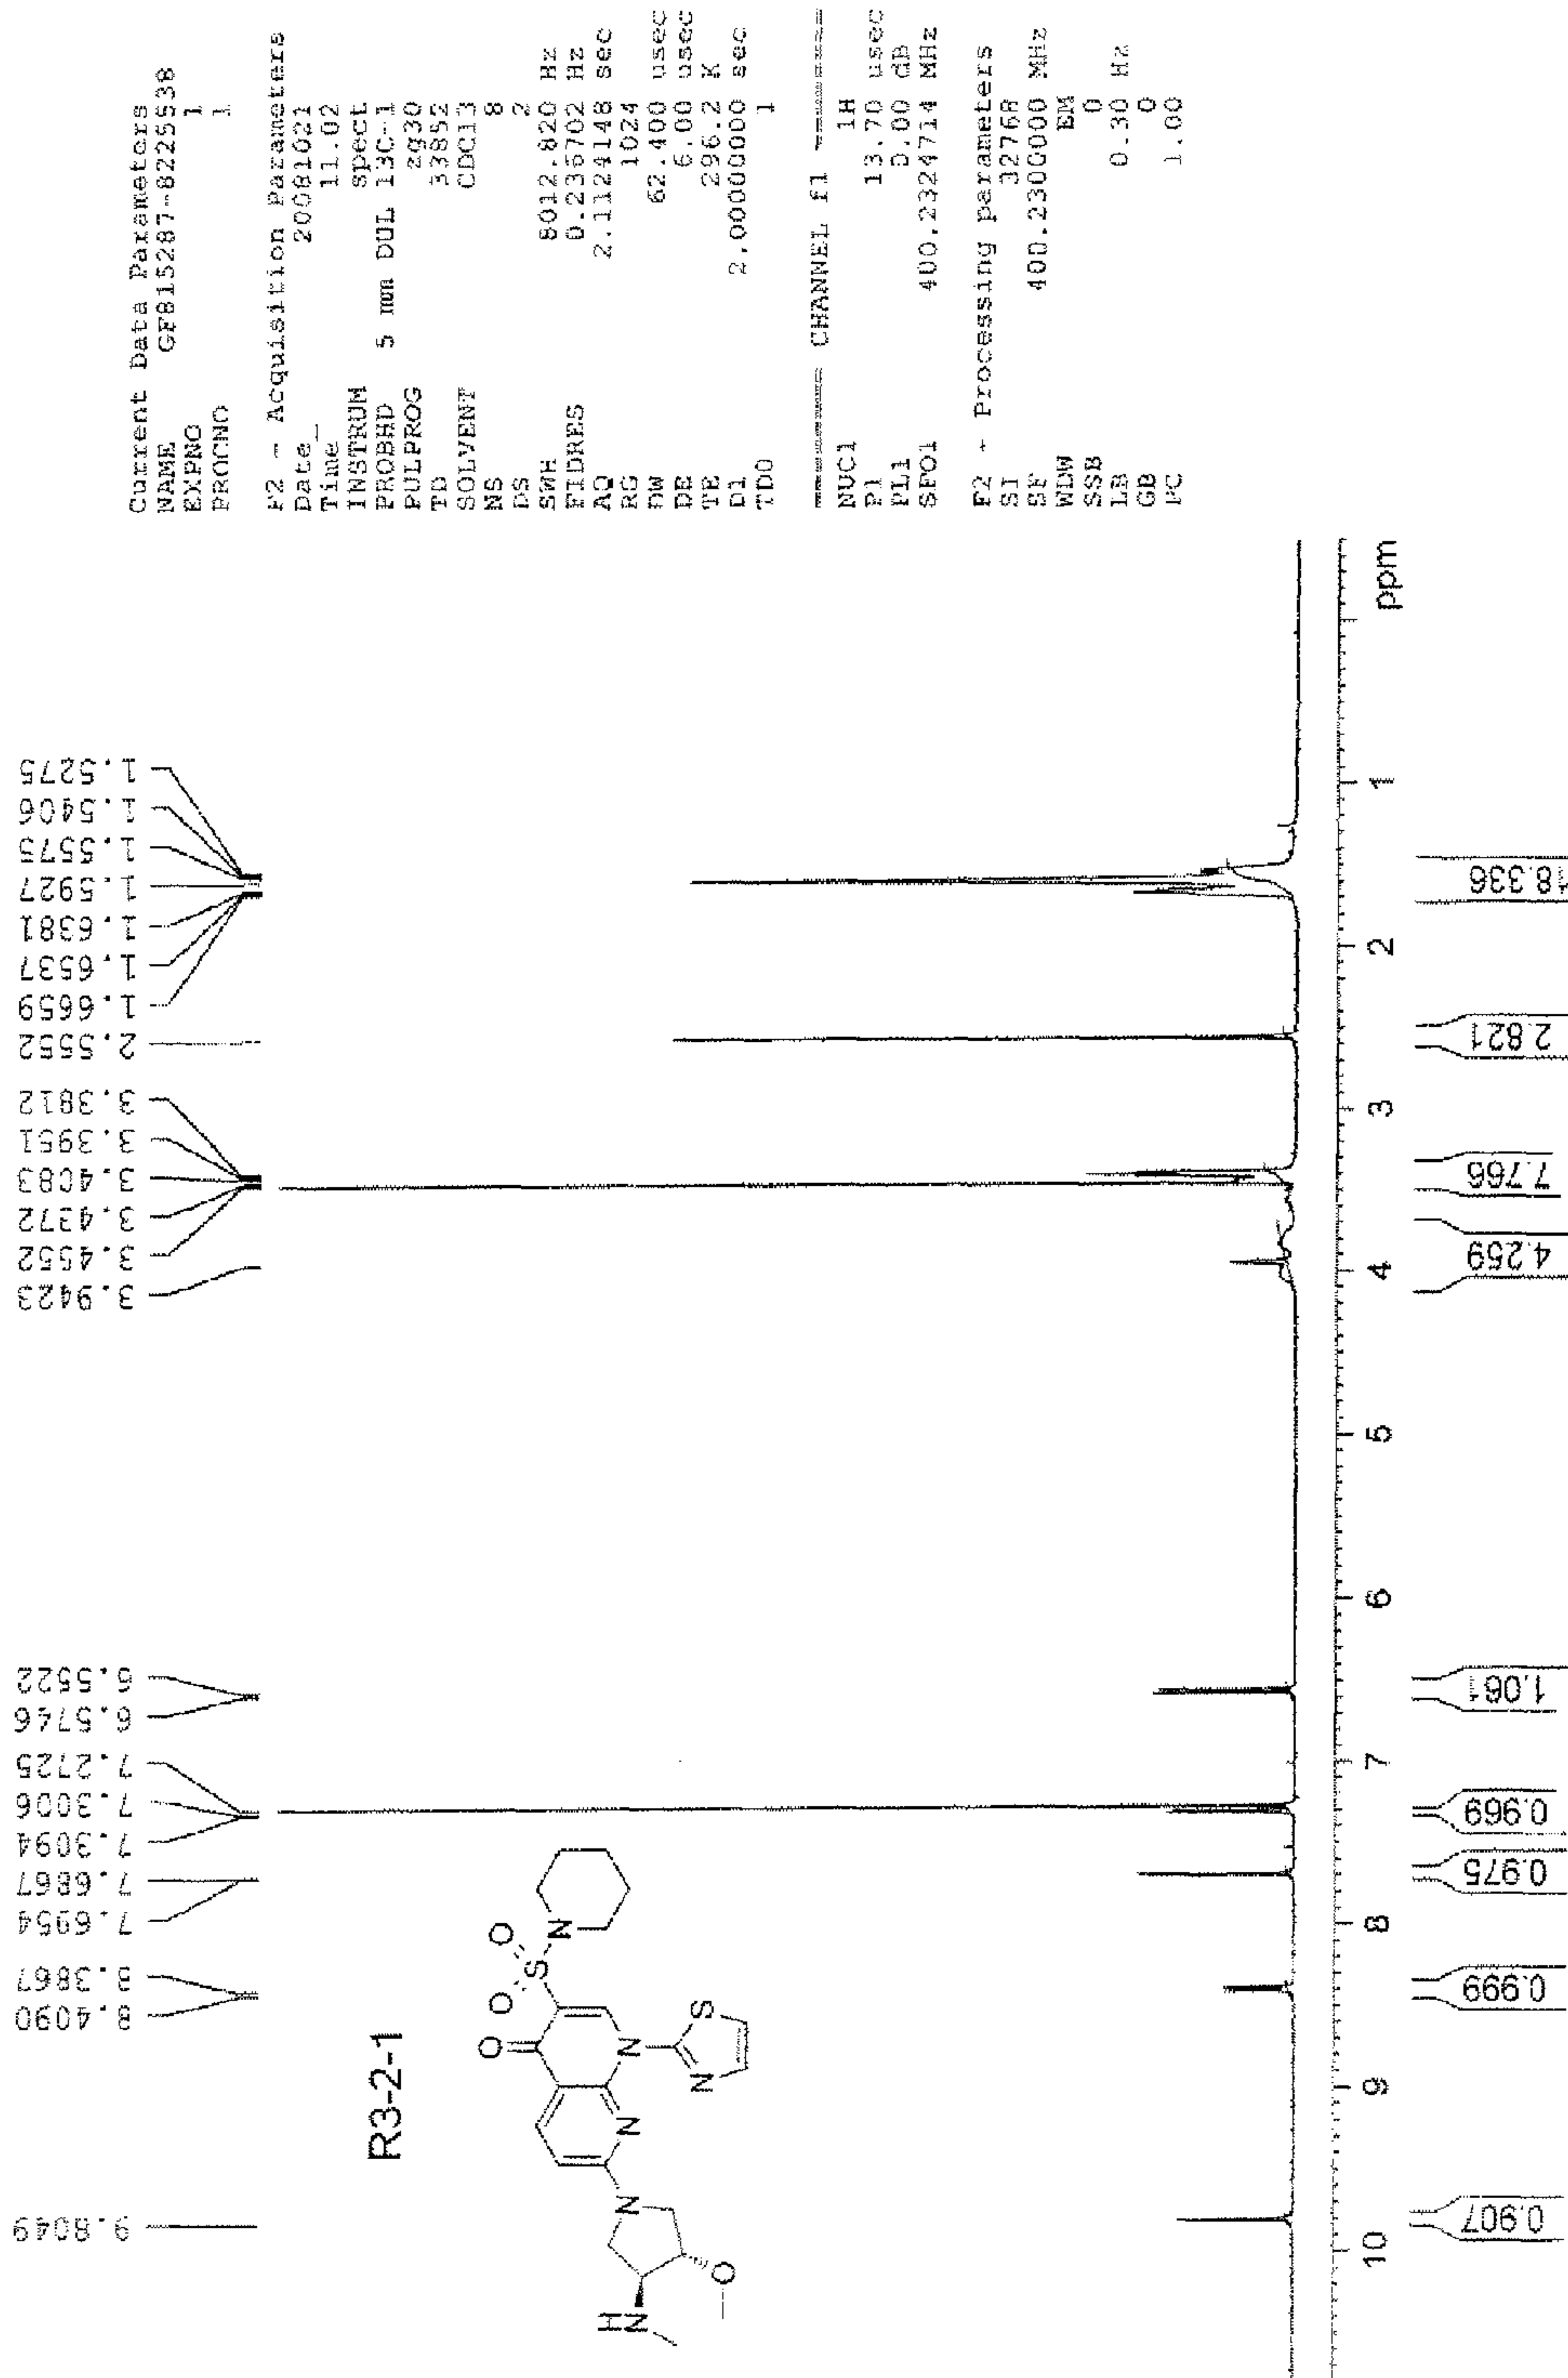 Current Data Parameters
NAME GF815287-8225538
EXPNO 1
PROCNO 1
F2 - Acquisition Parameters
Date_ 20081021
Time 11.02
INSTRUM spect
PROBHD 5 mm DUL 13C-1
PULPROG zg30
TD 33852
SOLVENT CDCl3
NS 8
DS 2
SWH 8012.820 Hz
FIDRES 0.236702 Hz
AQ 2.1124148 sec
RG 1024
DW 62.400 usec
DE 6.00 usec
TE 296.2 K
D1 2.00000000 sec
TD0 1
======== CHANNEL f1 ========
NUC1 1H
P1 13.70 usec
PL1 0.00 dB
SFO1 400.2324714 MHz
F2 - Processing parameters
SI 32768
SF 400.2300000 MHz
WDW EM
SSB 0
LB 0.30 Hz
GB 0
PC 1.00
9.8049
8.4090
8.3867
7.6954
7.6867
7.3094
7.3006
7.2725
6.5746
6.5522
3.9423
3.4552
3.4372
3.4083
3.3951
3.3812
2.5552
1.6659
1.6537
1.6381
1.5927
1.5575
1.5406
1.5275
R3-2-1
O
O
O
S
N
N
N
N
S
N
H
N
O
10 9 8 7 6 5 4 3 2 1 ppm
0.907
0.999
0.975
0.969
1.061
4.259
7.766
2.821
18.336